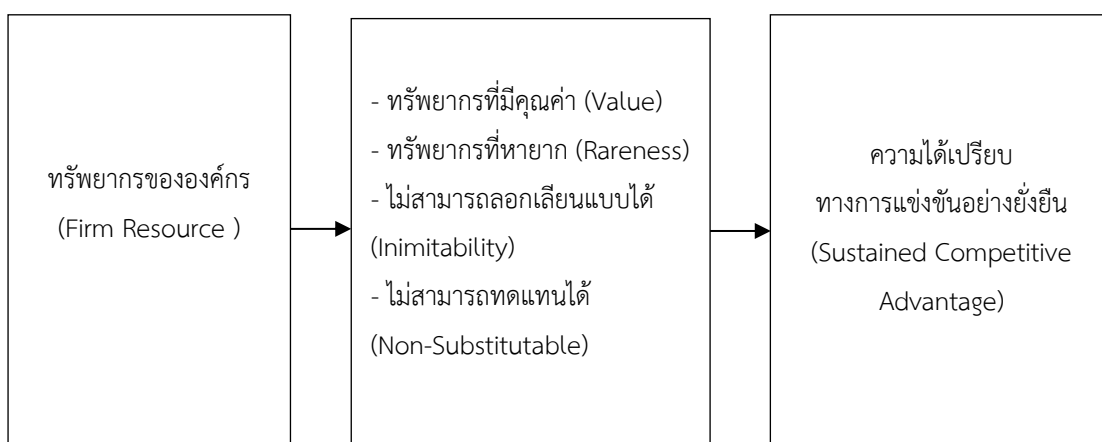 ทรัพยากรขององค์กร
(Firm Resource )
- ทรัพยากรที่มีคุณค่า (Value)
- ทรัพยากรที่หายาก (Rareness)
- ไม่สามารถลอกเลียนแบบได้
(Inimitability)
- ไม่สามารถทดแทนได้
(Non-Substitutable)
ความได้เปรียบ
ทางการแข่งขันอย่างยั่งยืน
(Sustained Competitive
Advantage)